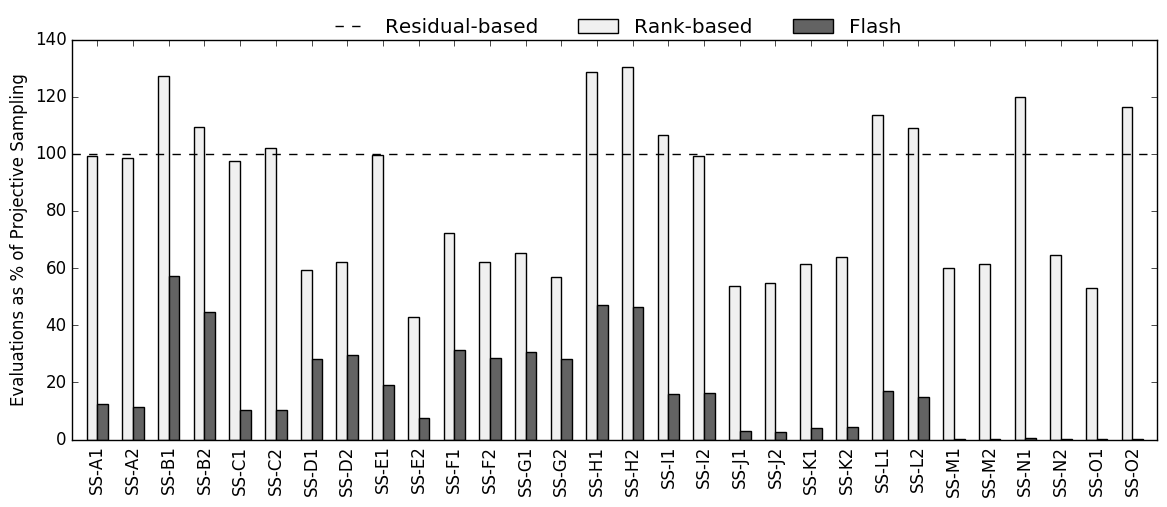 Residual-based Rank-based Flash
Evaluations as % of Projective Sampling
140
120
100
80
60
40
20
0
SS-A1 SS-A2 SS-B1 SS-B2 SS-C1 SS-C2 SS-D1 SS-D2 SS-E1 SS-E2 SS-F1 SS-F2 SS-G1 SS-G2 SS-H1 SS-H2 SS-I1 SS-I2 SS-J1 SS-J2 SS-K1 SS-K2 SS-L1 SS-L2 SS-M1 SS-M2 SS-N1 SS-N2 SS-O1 SS-O2